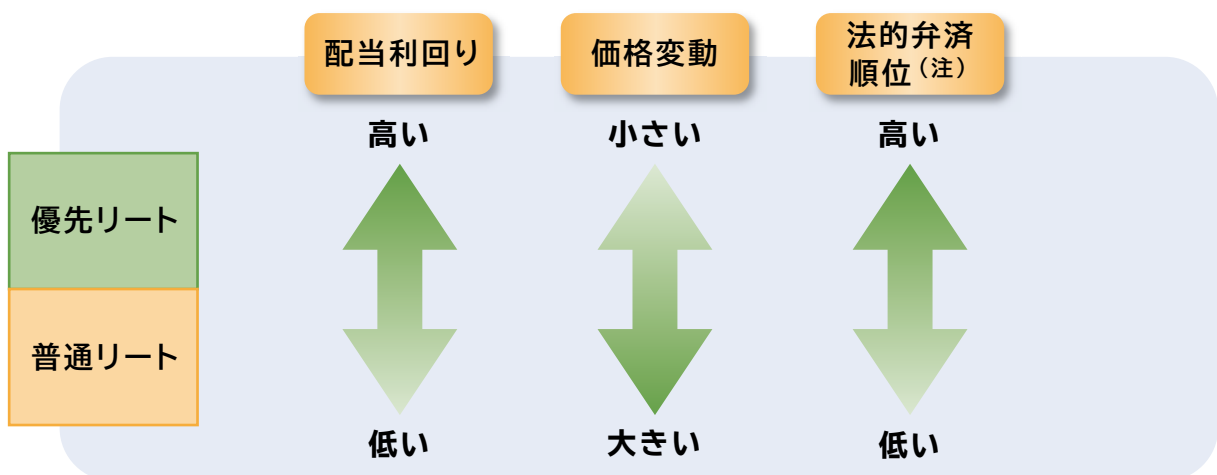 配当利回り
価格変動
法的弁済
順位(注)
高い
小さい
高い
優先リート
普通リート
低い
大きい
低い